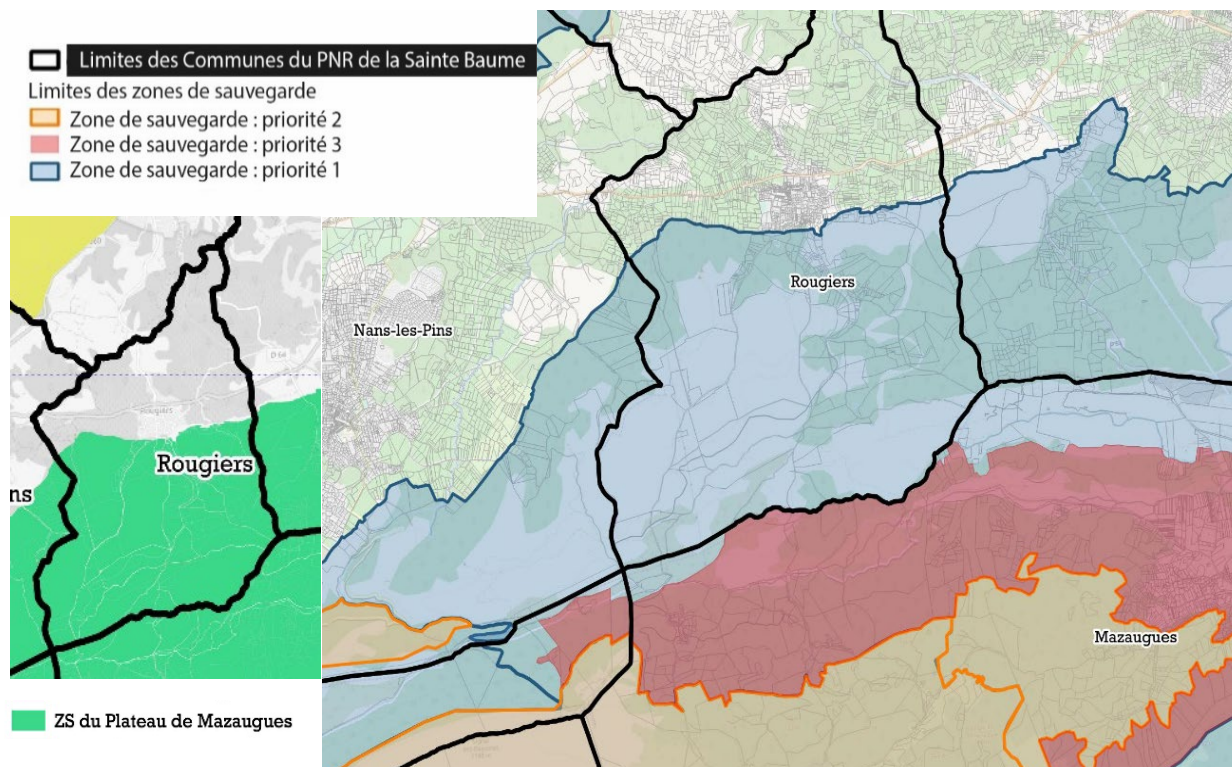 Limites des Communes du PNR de la Sainte Baume
Limites des zones de sauvegarde
Zone de sauvegarde : priorité 2
Zone de sauvegarde : priorité 3
Zone de sauvegarde : priorité 1
Rougiers
Nans-les-Pins
Mazaugues
D 64
Rougiers
Rougiers
ns
ZS du Plateau de Mazaugues